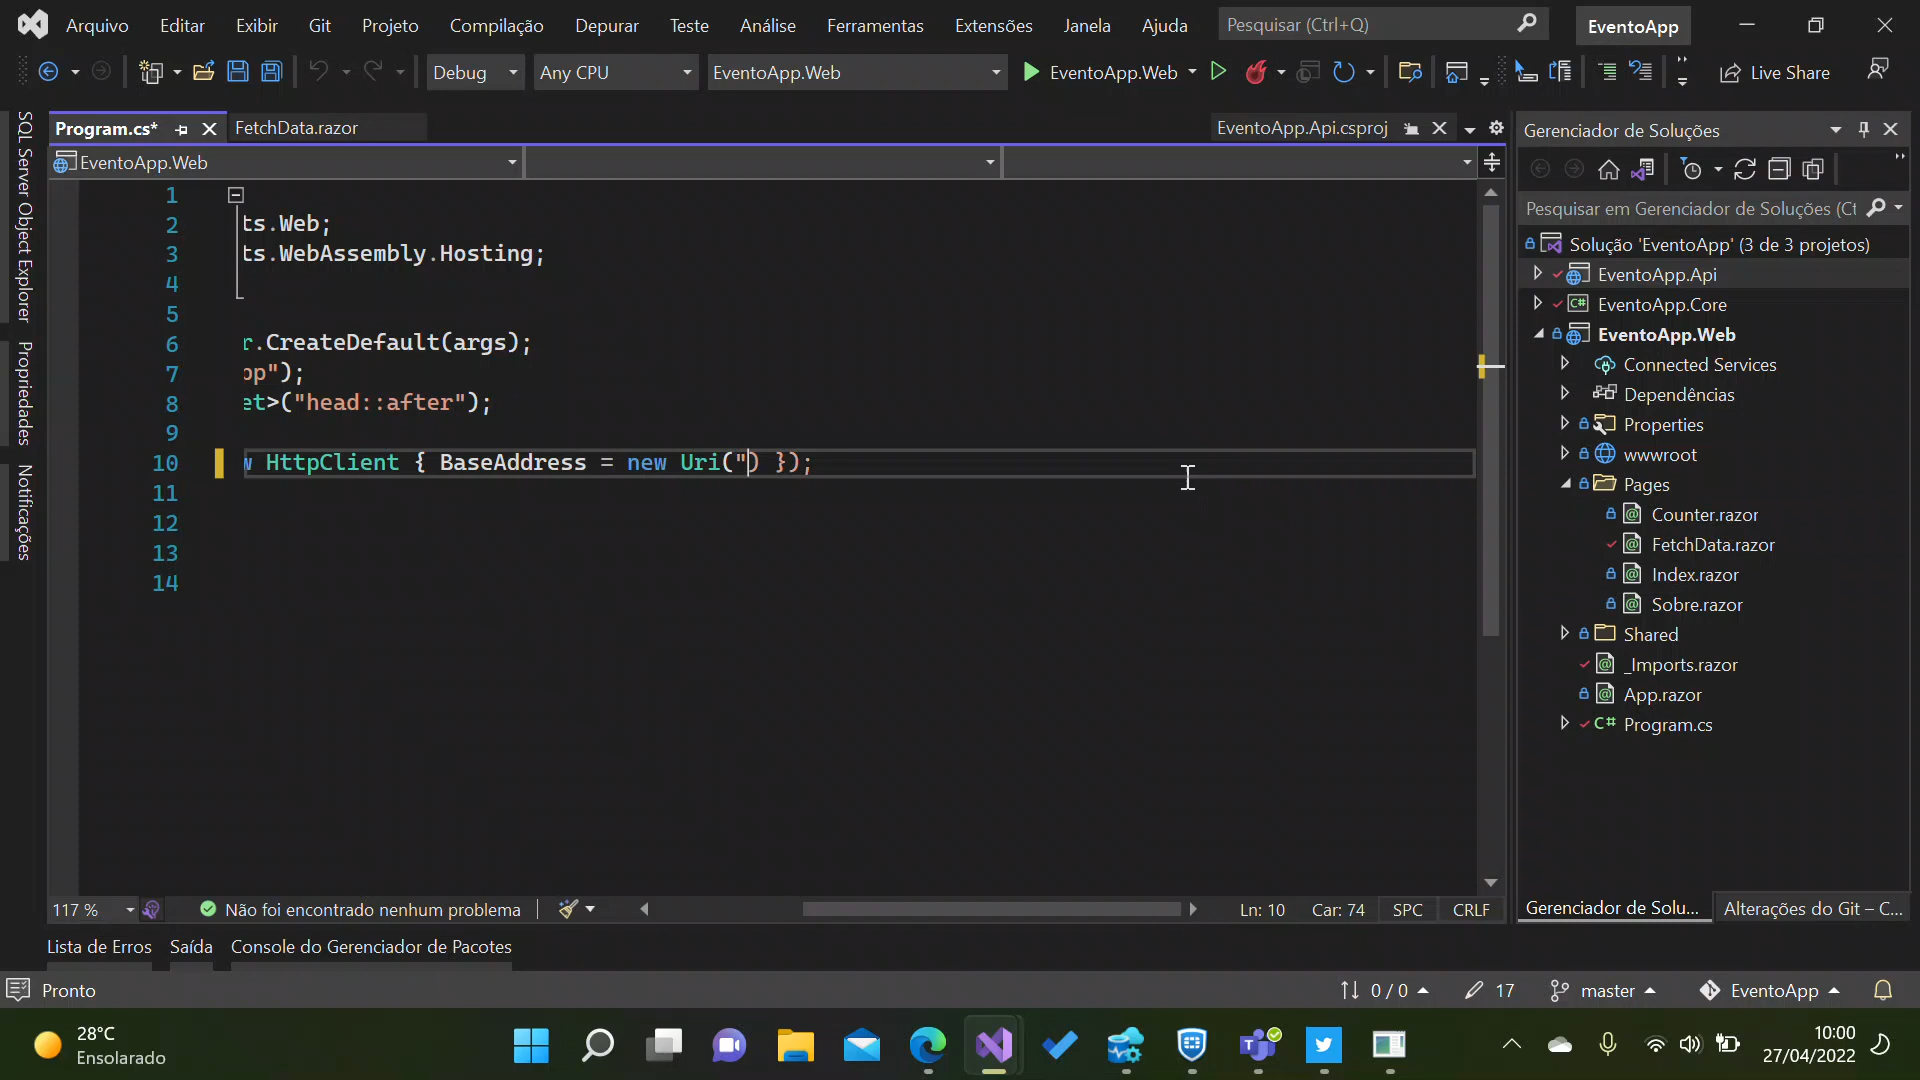 Arquivo Editar Exibir Git Projeto Compilação Depurar Teste Análise Ferramentas Extensões Janela Ajuda Pesquisar (Ctrl+Q) EventoApp
Debug Any CPU EventoApp.Web EventoApp.Web Live Share
SQL Server Object Explorer
Propriedades
Notificações
Program.cs* FetchData.razor EventoApp.Api.csproj
EventoApp.Web
1
2 ts.Web;
3 ts.WebAssembly.Hosting;
4
5
6 r.CreateDefault(args);
7 pp");
8 et>("head::after");
9
10 w HttpClient { BaseAddress = new Uri(") });
11
12
13
14
117 % Não foi encontrado nenhum problema Ln: 10 Car: 74 SPC CRLF
Gerenciador de Soluções
Pesquisar em Gerenciador de Soluções (Ct
Solução 'EventoApp' (3 de 3 projetos)
EventoApp.Api
C# EventoApp.Core
EventoApp.Web
Connected Services
Dependências
Properties
wwwroot
Pages
Counter.razor
FetchData.razor
Index.razor
Sobre.razor
Shared
_Imports.razor
App.razor
C# Program.cs
Gerenciador de Solu... Alterações do Git – C...
Lista de Erros Saída Console do Gerenciador de Pacotes
Pronto 0 / 0 17 master EventoApp
28°C
Ensolarado
10:00
27/04/2022